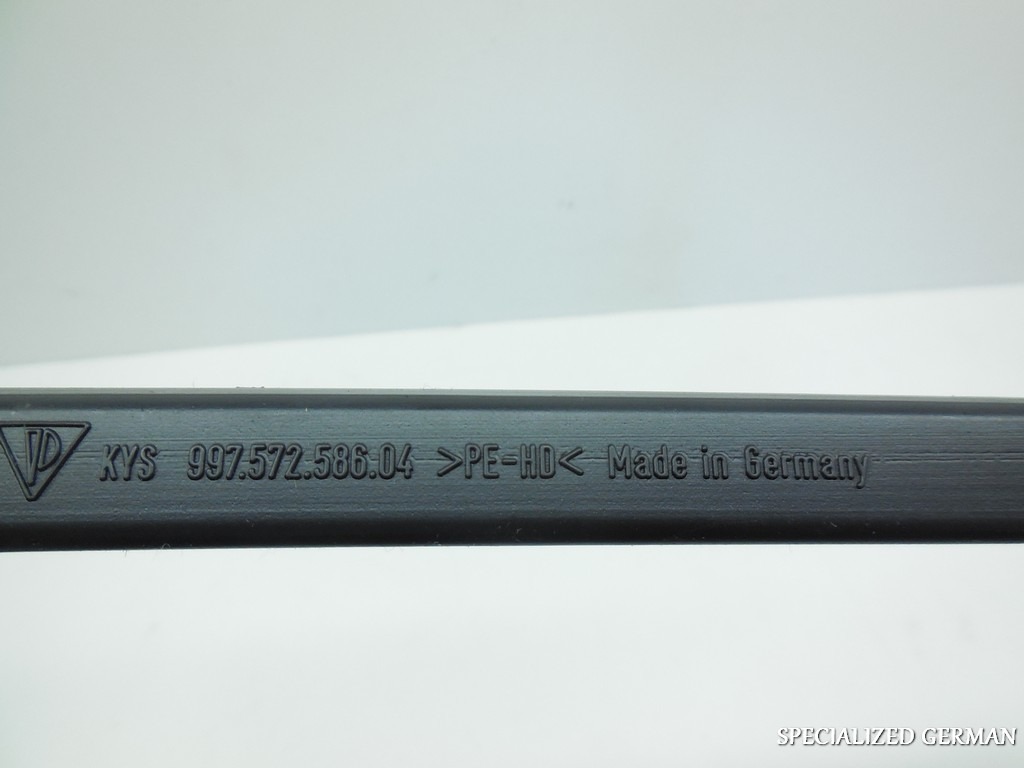 KYS 997.572.586.04 >PE-HD< Made in Germany
SPECIALIZED GERMAN